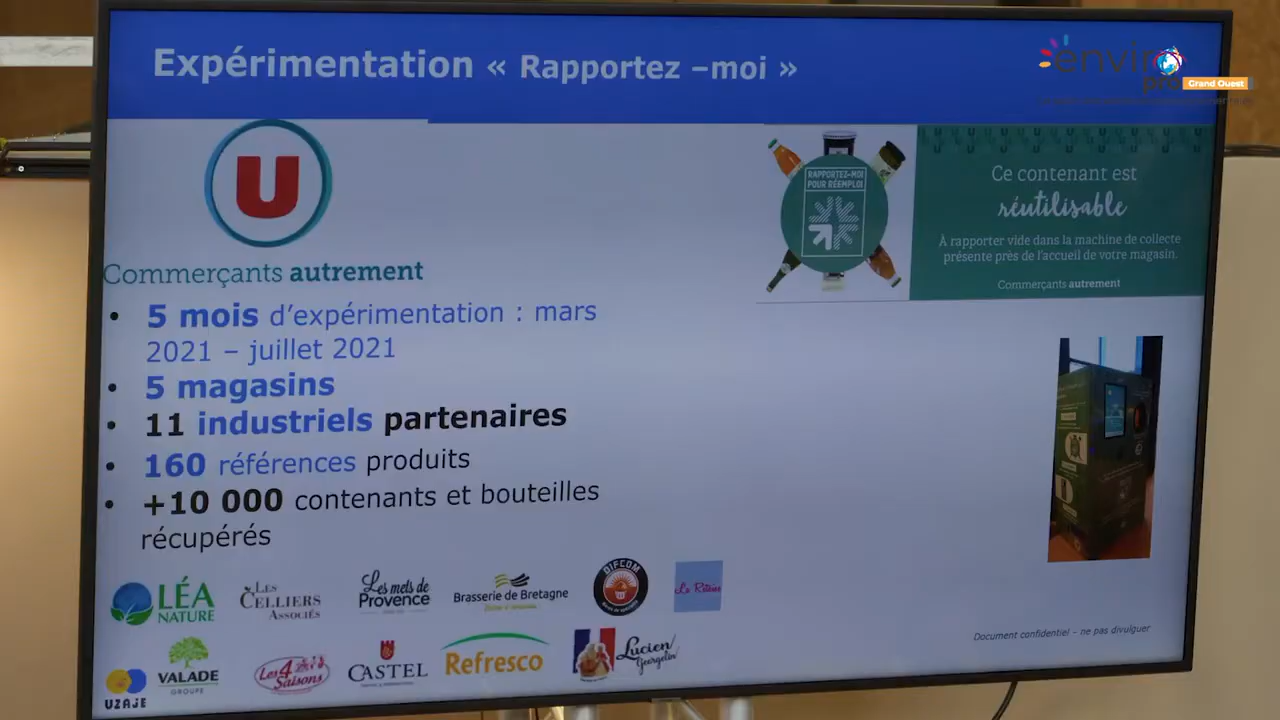 Expérimentation « Rapportez –moi »
enviro
pro
Grand Ouest
U
Commerçants autrement
RAPPORTEZ-MOI
POUR RÉEMPLOI
Ce contenant est
réutilisable
À rapporter vide dans la machine de collecte
présente près de l'accueil de votre magasin.
Commerçants autrement
• 5 mois d'expérimentation : mars
2021 – juillet 2021
• 5 magasins
• 11 industriels partenaires
• 160 références produits
• +10 000 contenants et bouteilles
récupérés
LÉA
NATURE
LES
CELLIERS
ASSOCIÉS
Les mets de
Provence
Brasserie de Bretagne
DIFCOM
UZAJE
VALADE
GROUPE
Les 4 Saisons
CASTEL
Refresco
Lucien
Georgelin
Document confidentiel – ne pas divulguer